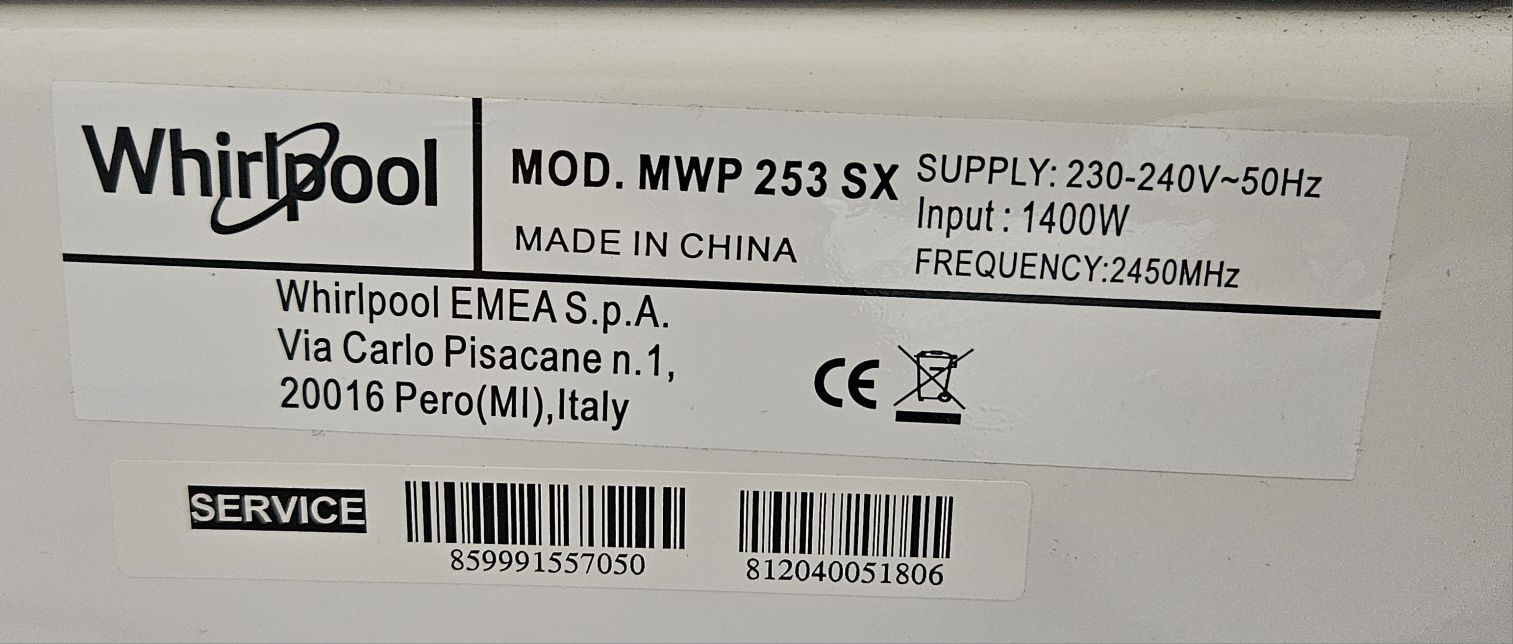 Whirlpool
MOD. MWP 253 SX
MADE IN CHINA
SUPPLY: 230-240V~50Hz
Input : 1400W
FREQUENCY:2450MHz
Whirlpool EMEA S.p.A.
Via Carlo Pisacane n.1,
20016 Pero(MI),Italy
CE
SERVICE
859991557050
812040051806